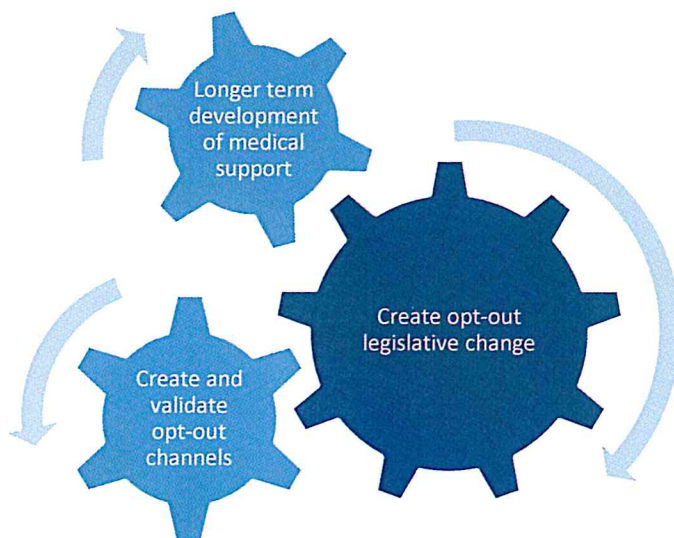 Longer term
development
of medical
support
Create opt-out
legislative change
Create and
validate
opt-out
channels